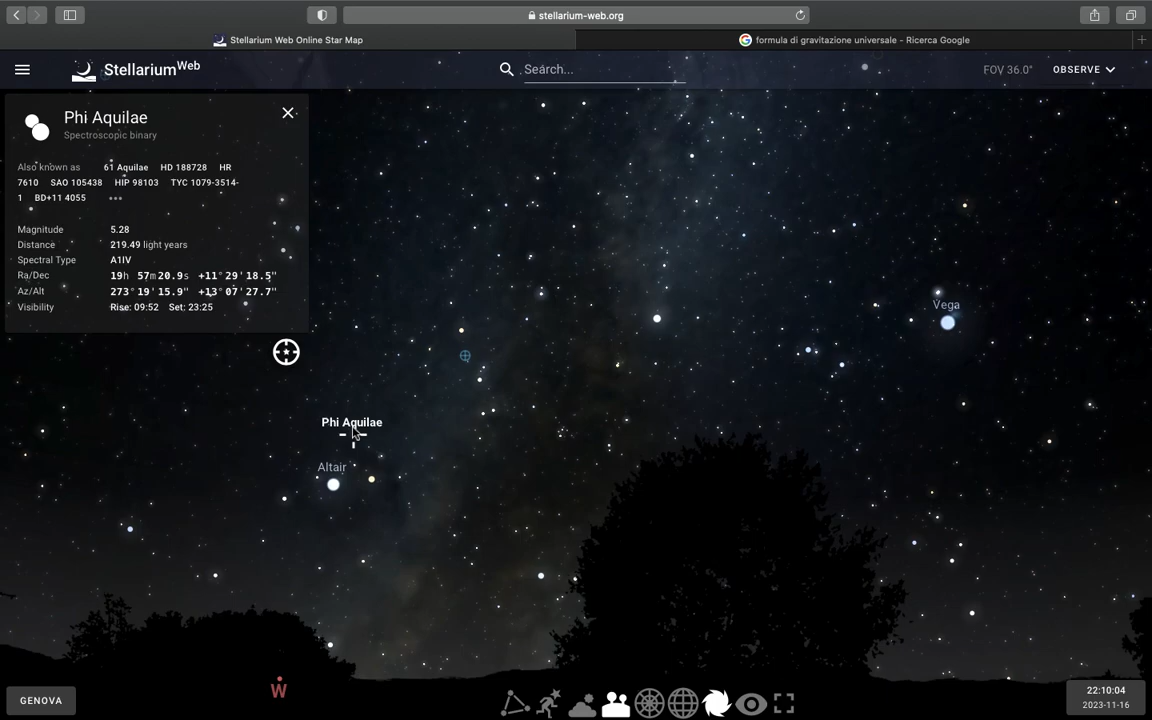 stellarium-web.org
Stellarium Web Online Star Map
formula di gravitazione universale - Ricerca Google
StellariumWeb
Search...
FOV 36.0°
OBSERVE
Phi Aquilae
Spectroscopic binary
Also known as 61 Aquilae HD 188728 HR
7610 SAO 105438 HIP 98103 TYC 1079-3514-
1 BD+11 4055
Magnitude 5.28
Distance 219.49 light years
Spectral Type A1IV
Ra/Dec 19h 57m20.9s +11°29'18.5"
Az/Alt 273°19'15.9" +13°07'27.7"
Visibility Rise: 09:52 Set: 23:25
Vega
Phi Aquilae
Altair
W
GENOVA
22:10:04
2023-11-16